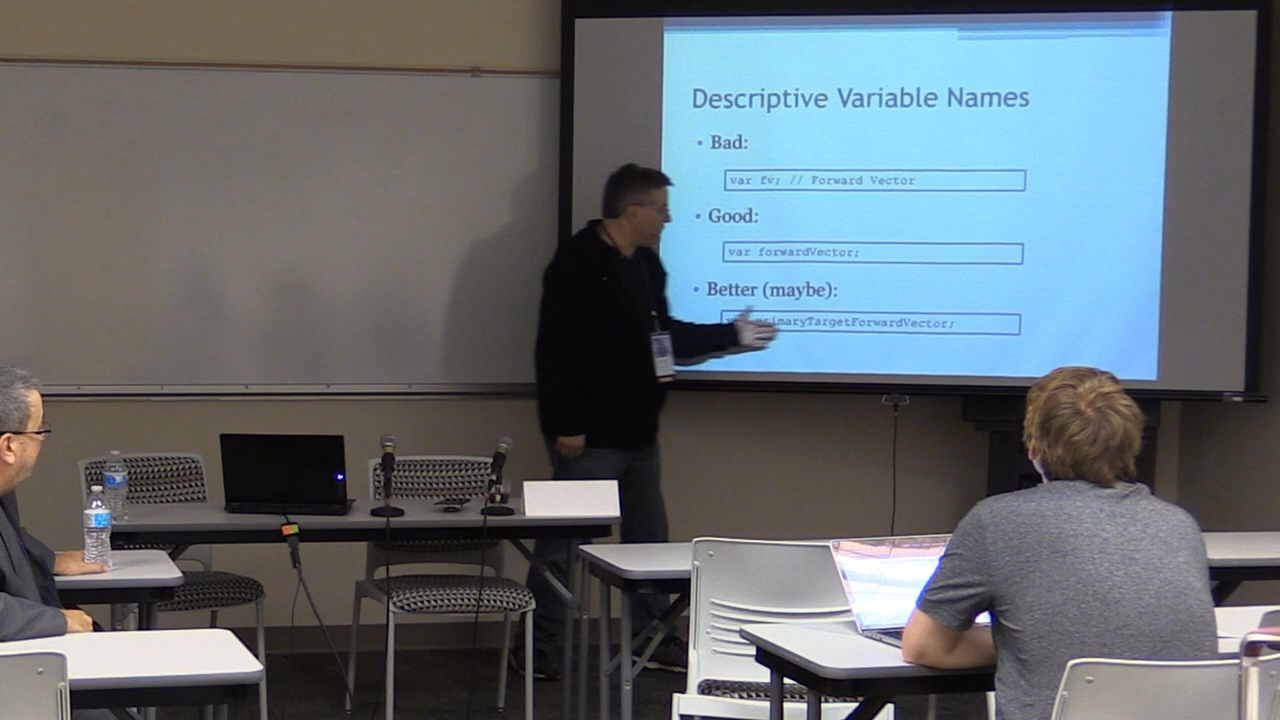 Descriptive Variable Names
• Bad:
var fv; // Forward Vector
• Good:
var forwardVector;
• Better (maybe):
primaryTargetForwardVector;